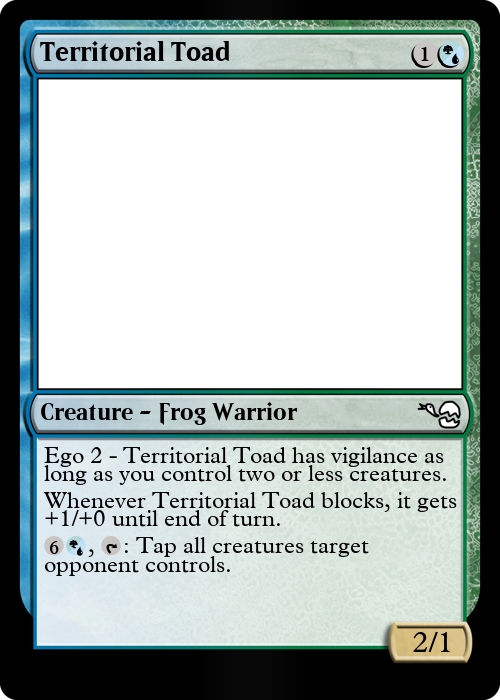 Territorial Toad 1
Creature – Frog Warrior
Ego 2 - Territorial Toad has vigilance as
long as you control two or less creatures.
Whenever Territorial Toad blocks, it gets
+1/+0 until end of turn.
6 , : Tap all creatures target
opponent controls.
2/1